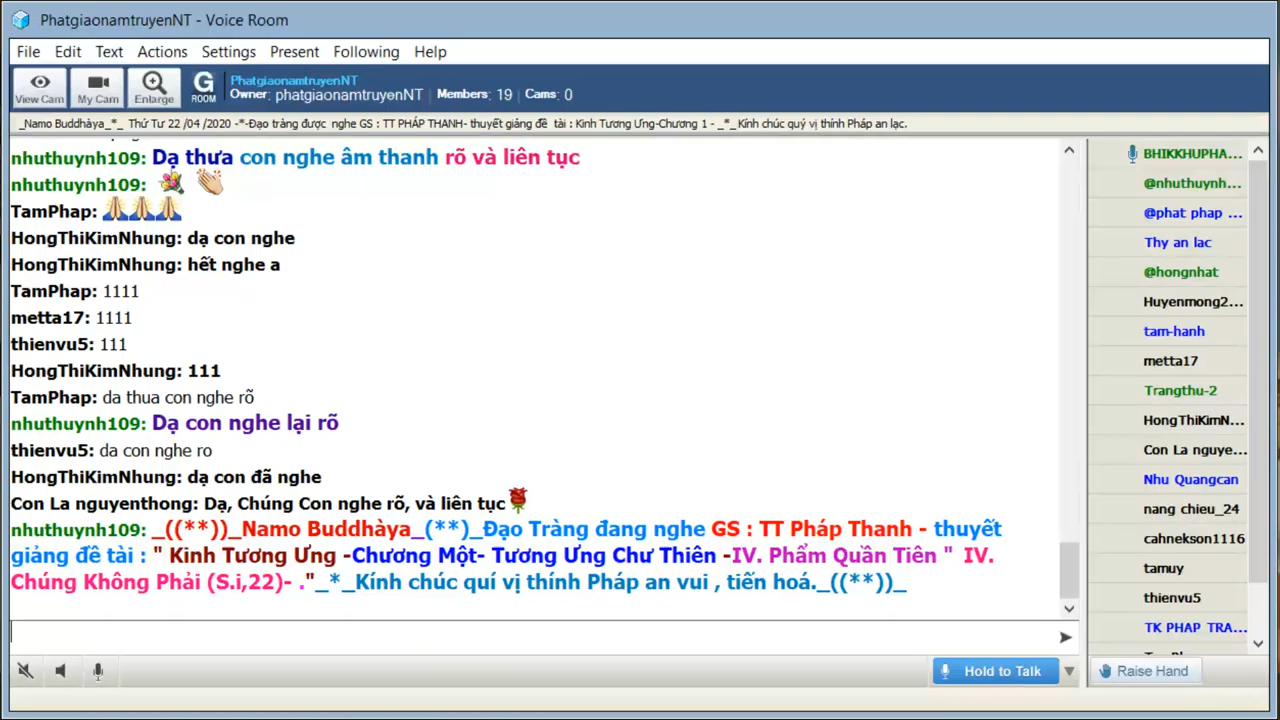 PhatgiaonamtruyenNT - Voice Room
File Edit Text Actions Settings Present Following Help
View Cam My Cam Enlarge G ROOM
PhatgiaonamtruyenNT
Owner: phatgiaonamtruyenNT Members: 19 Cams: 0
_Namo Buddhàya_*_ Thứ Tư 22 /04 /2020 -*-Đạo tràng được nghe GS : TT PHÁP THANH- thuyết giảng đề tài : Kinh Tương Ưng-Chương 1 - _*_Kính chúc quý vị thính Pháp an lạc.
nhuthuynh109: Dạ thưa con nghe âm thanh rõ và liên tục
nhuthuynh109:
TamPhap:
HongThiKimNhung: dạ con nghe
HongThiKimNhung: hết nghe a
TamPhap: 1111
metta17: 1111
thienvu5: 111
HongThiKimNhung: 111
TamPhap: da thua con nghe rõ
nhuthuynh109: Dạ con nghe lại rõ
thienvu5: da con nghe ro
HongThiKimNhung: dạ con đã nghe
Con La nguyenthong: Dạ, Chúng Con nghe rõ, và liên tục
nhuthuynh109: _((**))_Namo Buddhàya_(**)_Đạo Tràng đang nghe GS : TT Pháp Thanh - thuyết
giảng đề tài : " Kinh Tương Ưng -Chương Một- Tương Ưng Chư Thiên -IV. Phẩm Quần Tiên " IV.
Chúng Không Phải (S.i,22)- ."_*_Kính chúc quí vị thính Pháp an vui , tiến hoá._((**))_
BHIKKHUPHA...
@nhuthuynh...
@phat phap ...
Thy an lac
@hongnhat
Huyenmong2...
tam-hanh
metta17
Trangthu-2
HongThiKimN...
Con La nguye...
Nhu Quangcan
nang chieu_24
cahnekson1116
tamuy
thienvu5
TK PHAP TRA...
Hold to Talk
Raise Hand